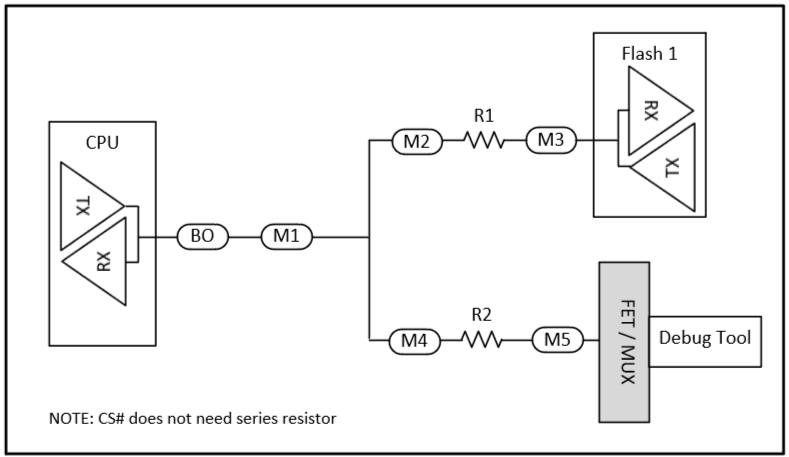 CPU
TX
RX
BO
M1
M2
R1
M3
Flash 1
RX
TX
M4
R2
M5
FET / MUX
Debug Tool
NOTE: CS# does not need series resistor